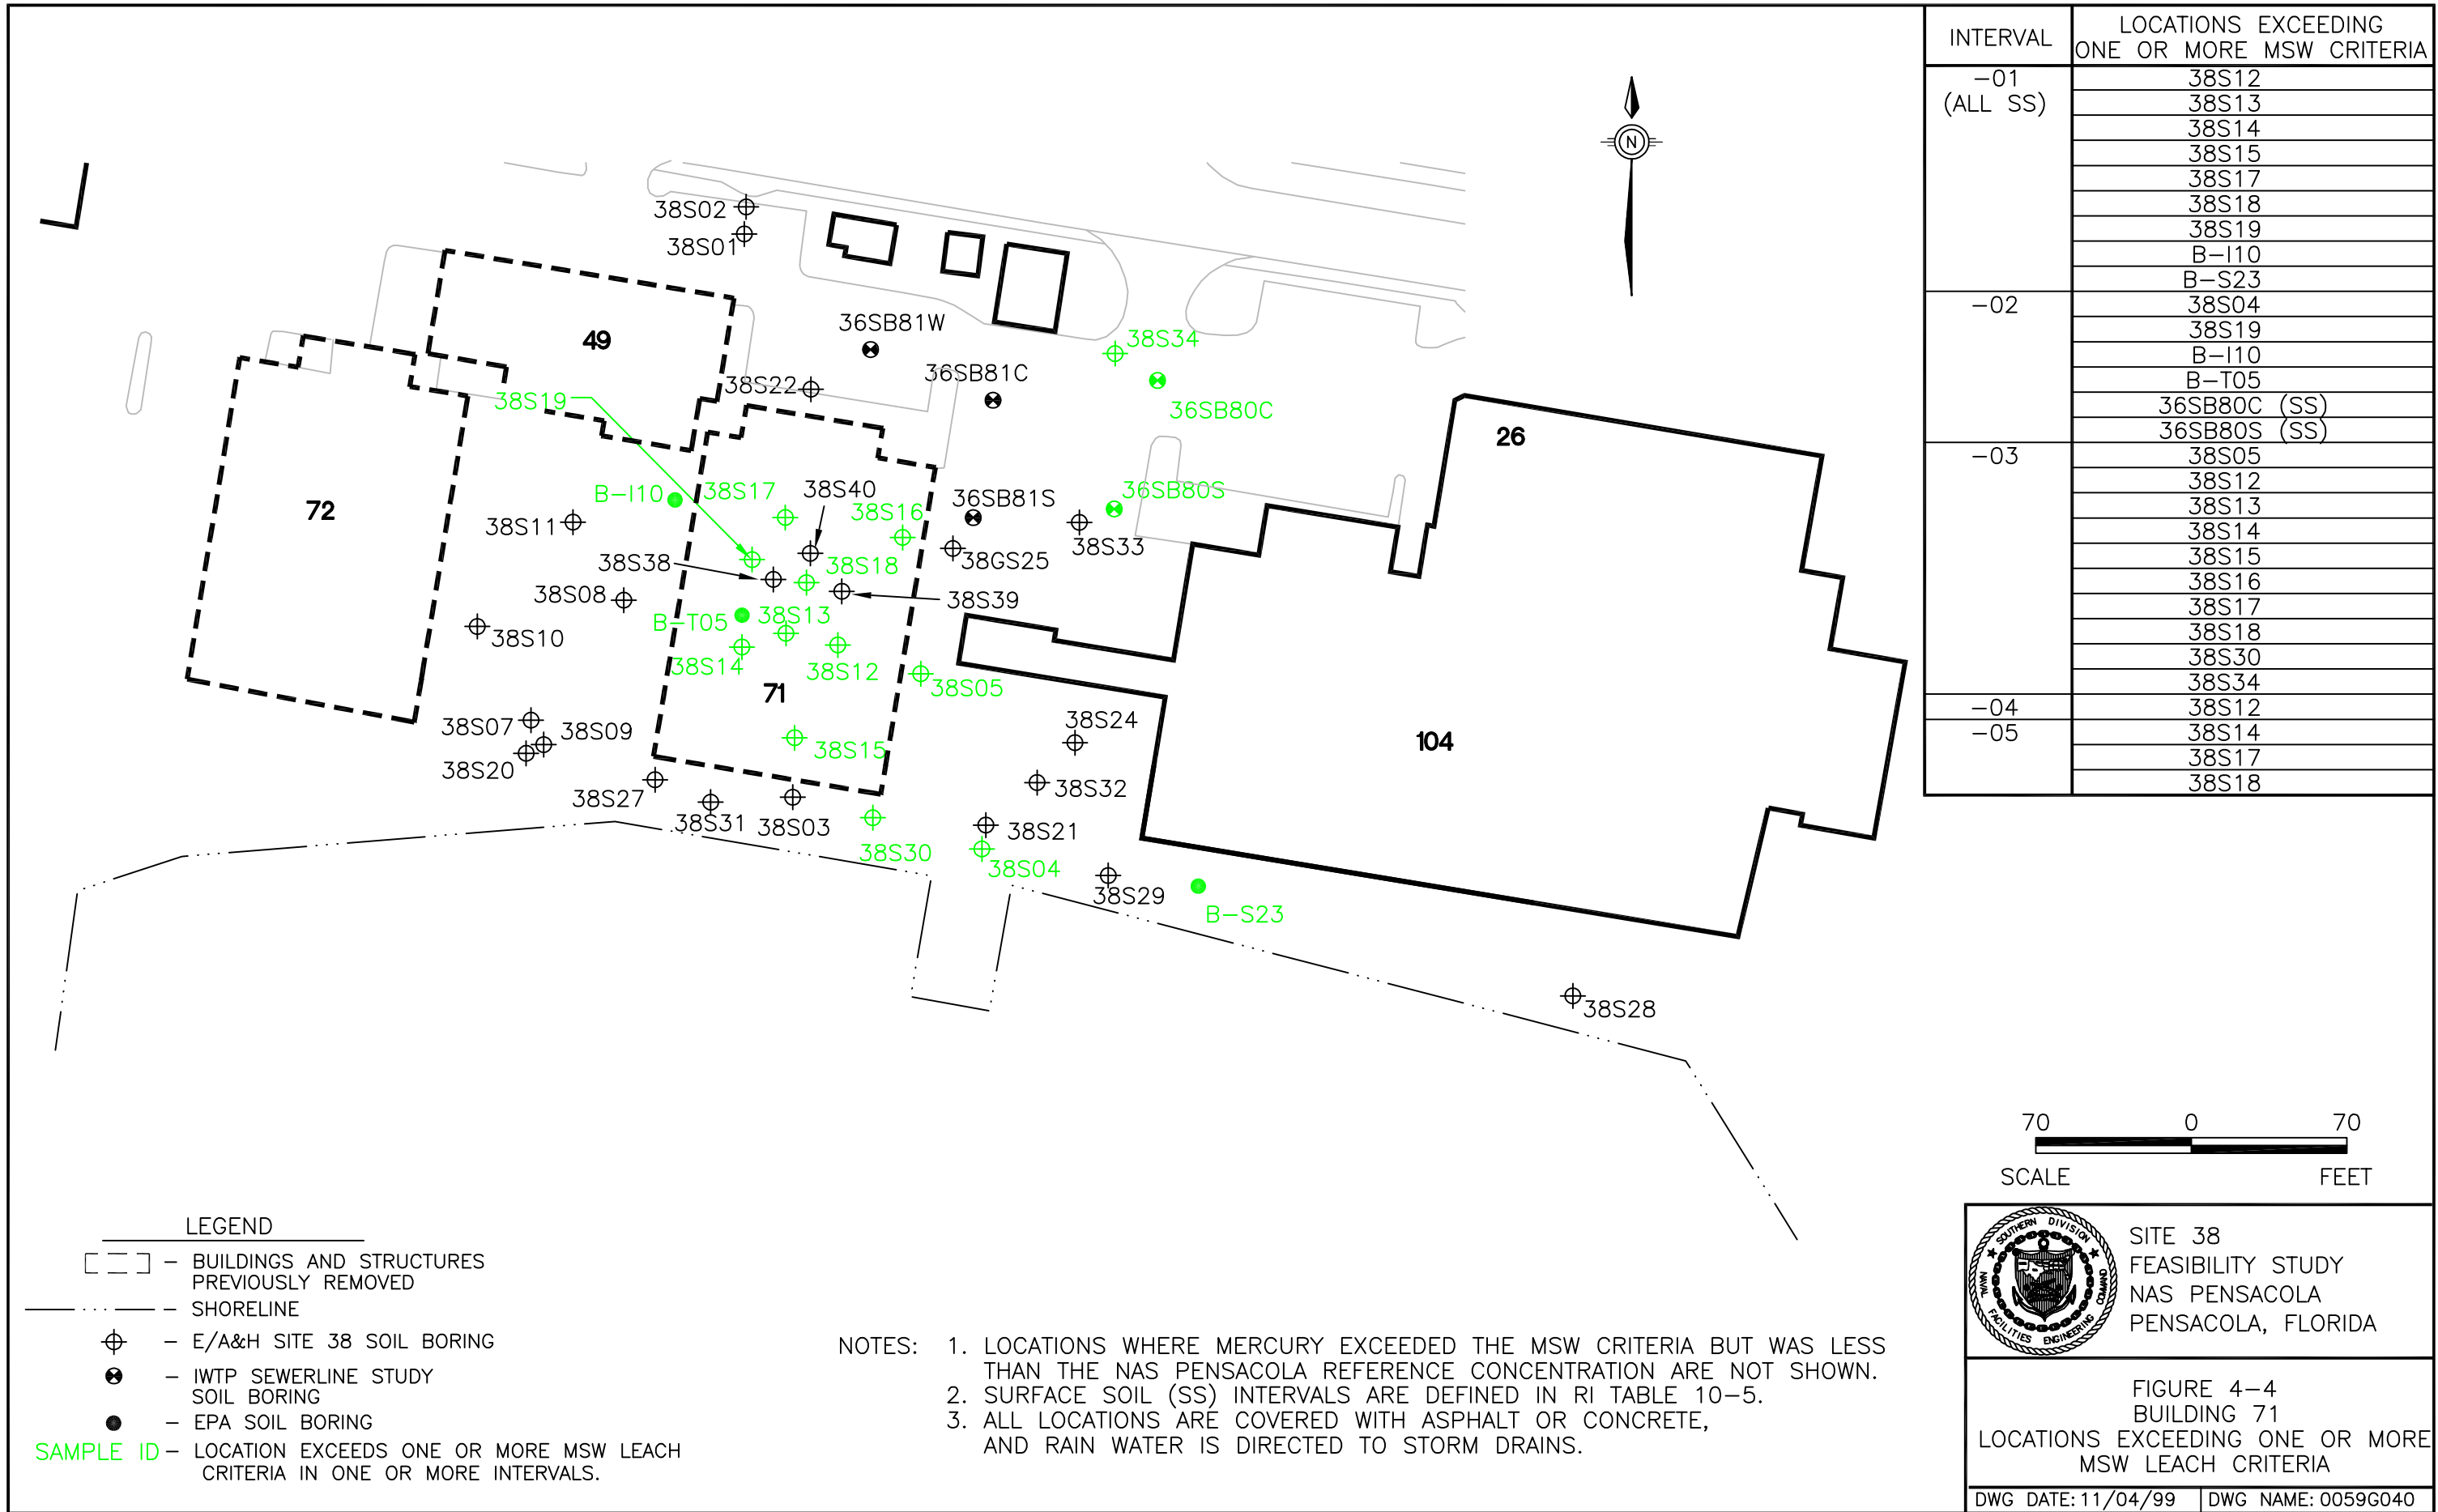 INTERVAL
LOCATIONS EXCEEDING
ONE OR MORE MSW CRITERIA
-01
(ALL SS)
38S12
38S13
38S14
38S15
38S17
38S18
38S19
B-I10
B-S23
-02
38S04
38S19
B-I10
B-T05
36SB80C (SS)
36SB80S (SS)
-03
38S05
38S12
38S13
38S14
38S15
38S16
38S17
38S18
38S30
38S34
-04
38S12
-05
38S14
38S17
38S18
N
38S02
38S01
36SB81W
49
38S34
36SB81C
38S22
38S19
36SB80C
26
B-I10
38S17
38S40
36SB81S
36SB80S
72
38S16
38S11
38S33
38GS25
38S38
38S18
38S08
38S39
38S13
B-T05
38S10
38S14
38S12
71
38S05
38S07
38S09
38S24
38S15
104
38S20
38S27
38S32
38S31
38S03
38S21
38S30
38S04
38S29
B-S23
38S28
70 0 70
SCALE FEET
LEGEND
- BUILDINGS AND STRUCTURES
PREVIOUSLY REMOVED
- SHORELINE
- E/A&H SITE 38 SOIL BORING
- IWTP SEWERLINE STUDY
SOIL BORING
- EPA SOIL BORING
SAMPLE ID - LOCATION EXCEEDS ONE OR MORE MSW LEACH
CRITERIA IN ONE OR MORE INTERVALS.
NOTES: 1. LOCATIONS WHERE MERCURY EXCEEDED THE MSW CRITERIA BUT WAS LESS
THAN THE NAS PENSACOLA REFERENCE CONCENTRATION ARE NOT SHOWN.
2. SURFACE SOIL (SS) INTERVALS ARE DEFINED IN RI TABLE 10-5.
3. ALL LOCATIONS ARE COVERED WITH ASPHALT OR CONCRETE,
AND RAIN WATER IS DIRECTED TO STORM DRAINS.
SOUTHERN DIVISION
NAVAL FACILITIES ENGINEERING
SITE 38
FEASIBILITY STUDY
NAS PENSACOLA
PENSACOLA, FLORIDA
FIGURE 4-4
BUILDING 71
LOCATIONS EXCEEDING ONE OR MORE
MSW LEACH CRITERIA
DWG DATE: 11/04/99
DWG NAME: 0059G040